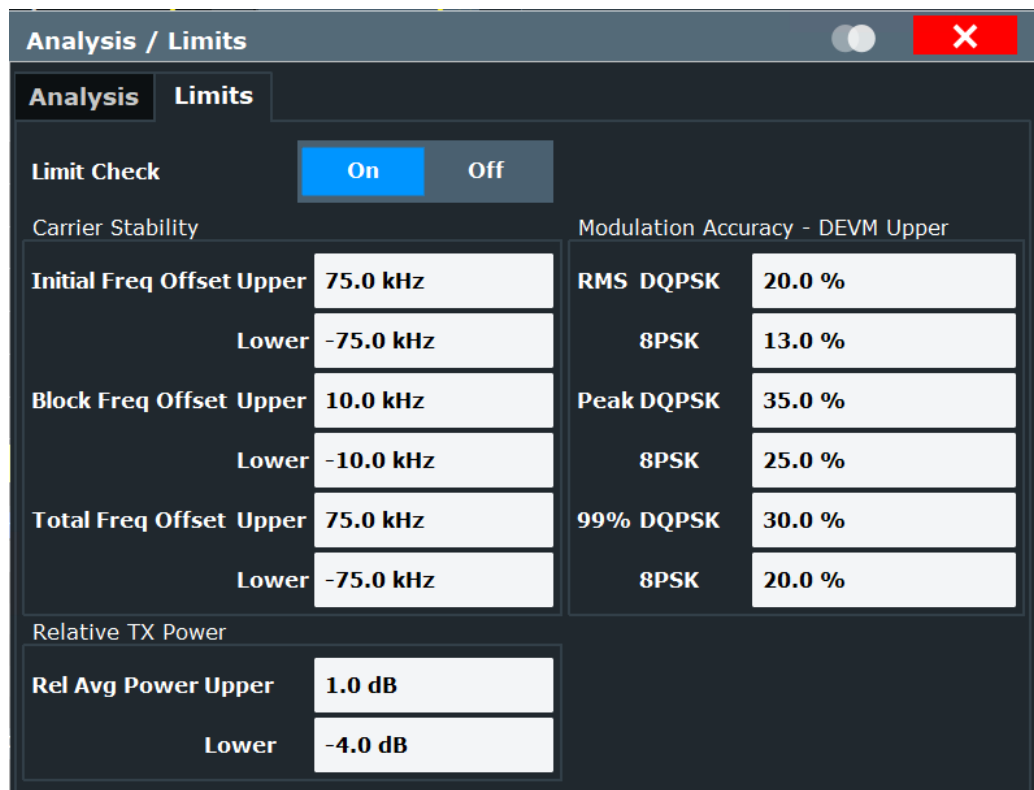 Analysis / Limits
Analysis Limits
Limit Check On Off
Carrier Stability
Initial Freq Offset Upper 75.0 kHz
Lower -75.0 kHz
Block Freq Offset Upper 10.0 kHz
Lower -10.0 kHz
Total Freq Offset Upper 75.0 kHz
Lower -75.0 kHz
Modulation Accuracy - DEVM Upper
RMS DQPSK 20.0 %
8PSK 13.0 %
Peak DQPSK 35.0 %
8PSK 25.0 %
99% DQPSK 30.0 %
8PSK 20.0 %
Relative TX Power
Rel Avg Power Upper 1.0 dB
Lower -4.0 dB